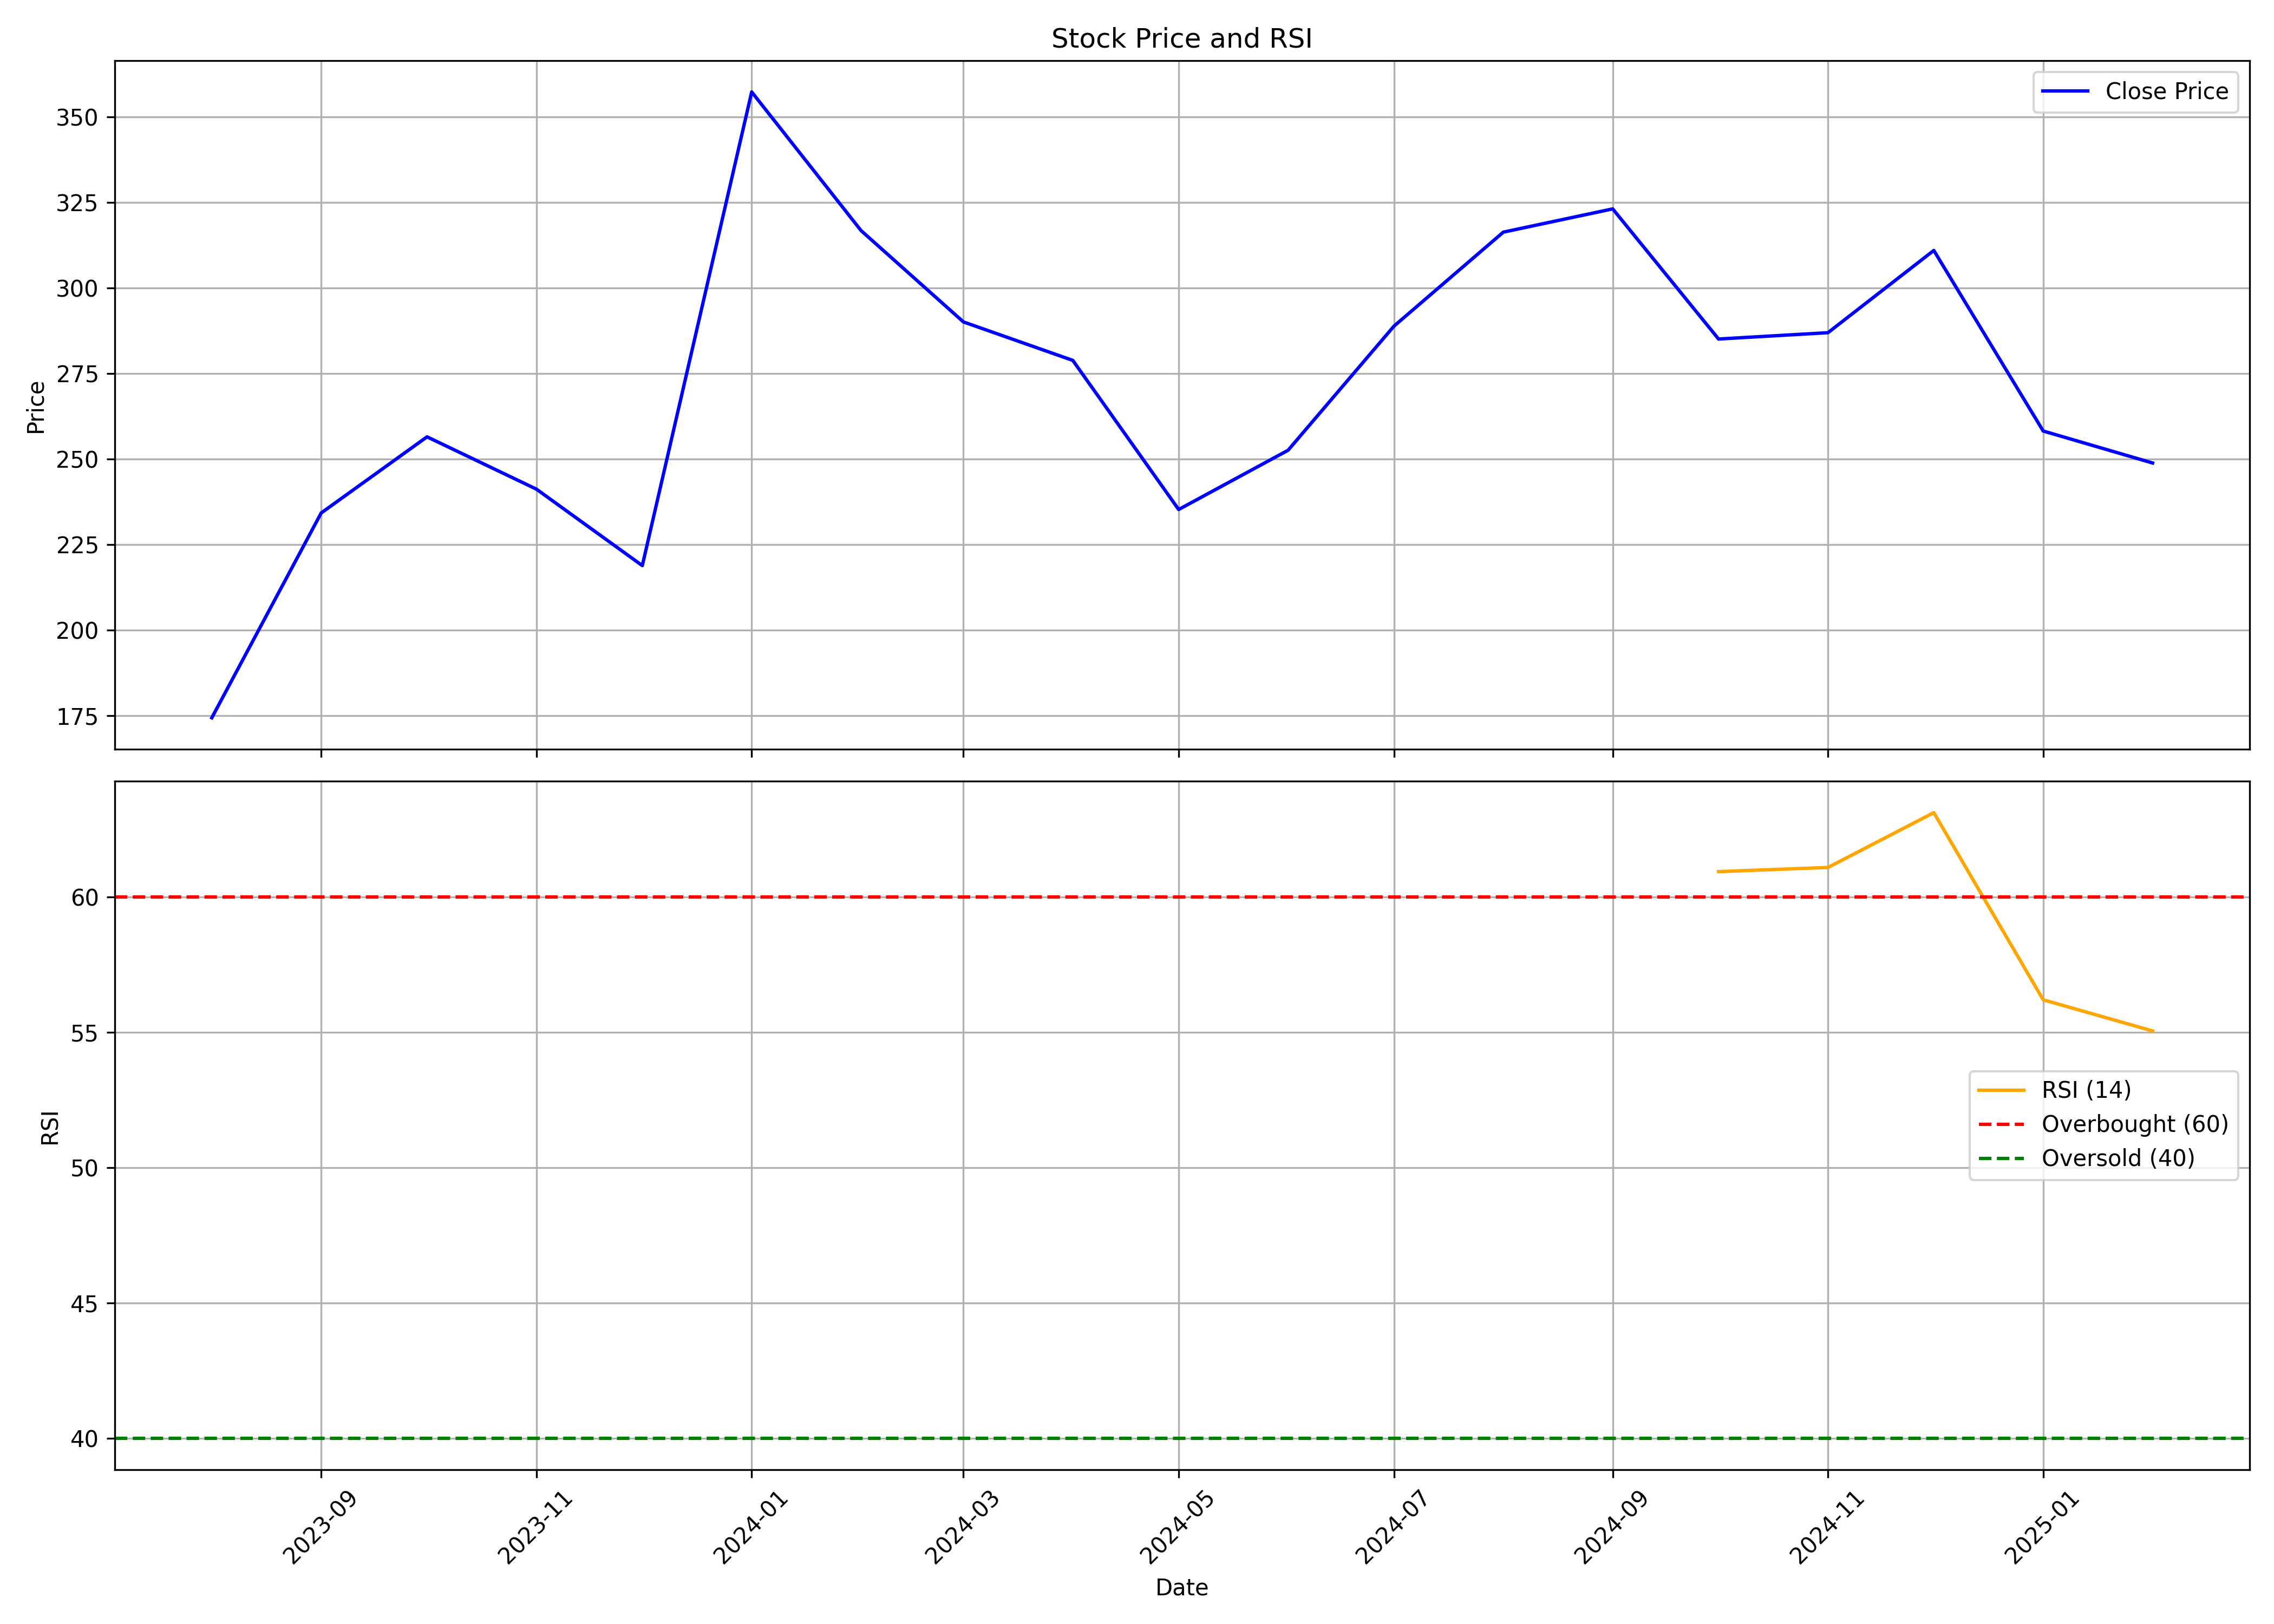 Stock Price and RSI
Close Price
350
325
300
275
250
225
200
175
Price
60
55
50
45
40
RSI
RSI (14)
Overbought (60)
Oversold (40)
2023-09
2023-11
2024-01
2024-03
2024-05
2024-07
2024-09
2024-11
2025-01
Date